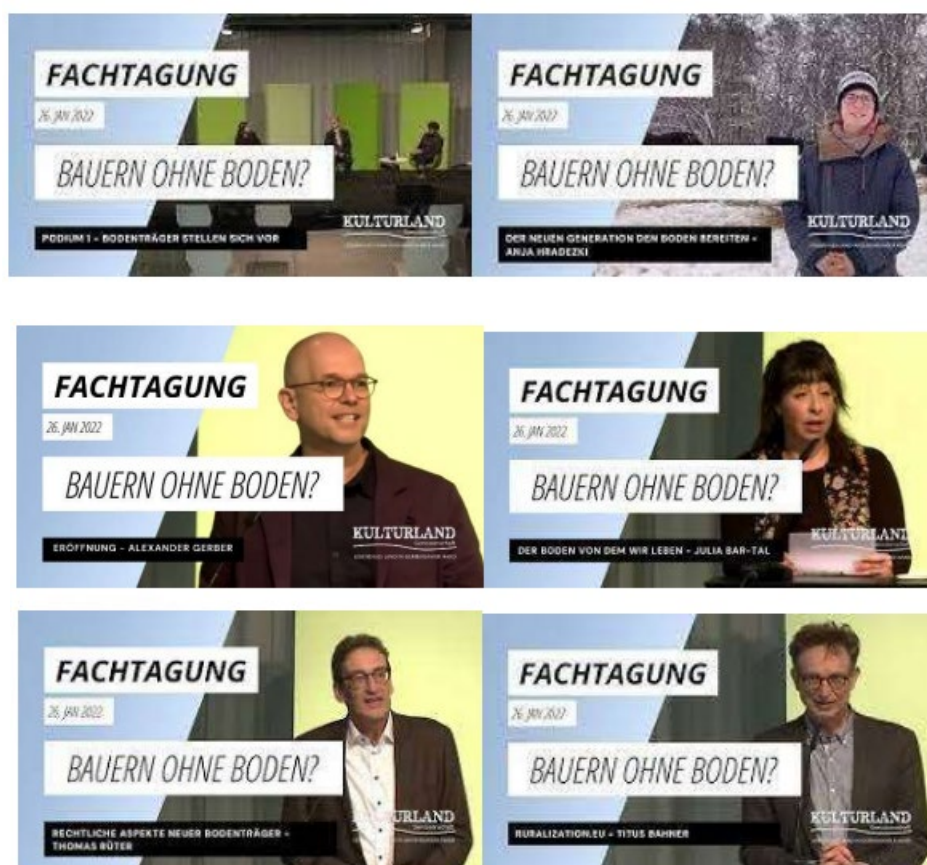 FACHTAGUNG
26. JAN 2022
BAUERN OHNE BODEN?
PODIUM 1 - BODENTRÄGER STELLEN SICH VOR
KULTURLAND
FACHTAGUNG
26. JAN 2022
BAUERN OHNE BODEN?
DER NEUEN GENERATION DEN BODEN BEREITEN -
ANJA HRADEZKI
KULTURLAND
FACHTAGUNG
26. JAN 2022
BAUERN OHNE BODEN?
ERÖFFNUNG - ALEXANDER GERBER
KULTURLAND
Genossenschaft
FACHTAGUNG
26. JAN 2022
BAUERN OHNE BODEN?
DER BODEN VON DEM WIR LEBEN - JULIA BAR-TAL
KULTURLAND
FACHTAGUNG
26. JAN 2022
BAUERN OHNE BODEN?
RECHTLICHE ASPEKTE NEUER BODENTRÄGER -
THOMAS RÜTER
KULTURLAND
FACHTAGUNG
26. JAN 2022
BAUERN OHNE BODEN?
RURALIZATION.EU - TITUS BAHNER
KULTURLAND